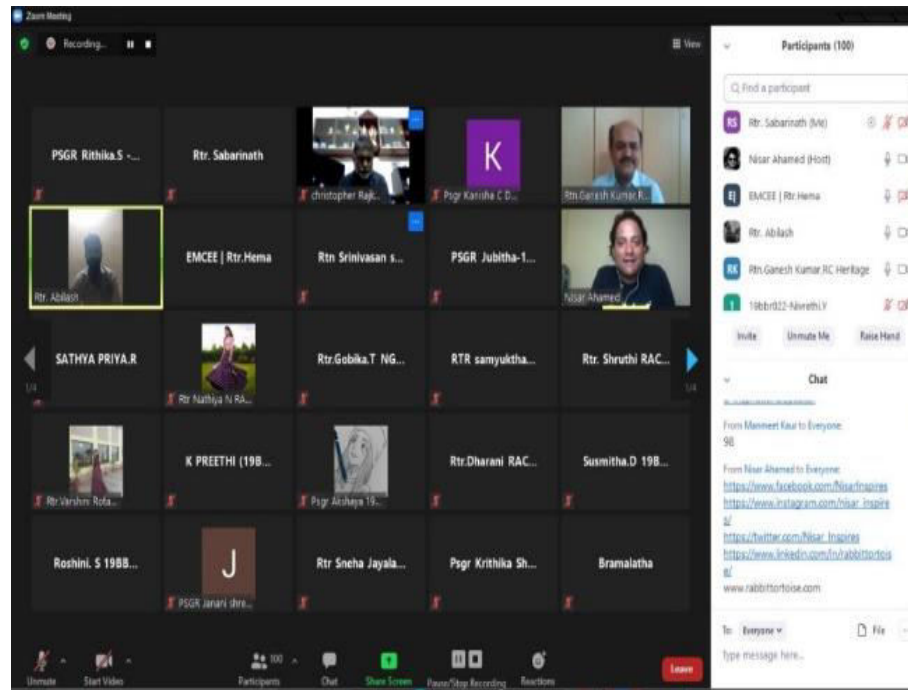 Zoom Meeting
Recording...
View
PSGR Rithika.S -...
Rtr. Sabarinath
christopher Rajk...
K
Psgr Kanisha C D...
Rtn.Ganesh Kumar,R...
Rtr. Abilash
EMCEE | Rtr.Hema
Rtn Srinivasan s...
PSGR Jubitha-1...
Nisar Ahamed
SATHYA PRIYA.R
Rtr Nathiya N RA...
Rtr.Gobika.T NG...
RTR samyuktha...
Rtr. Shruthi RAC...
1/4
1/4
Rtr.Varshini Rota...
K PREETHI (19B...
Psgr Akshaya 19...
Rtr.Dharani RAC...
Susmitha.D 19B...
Roshini. S 19BB...
J
PSGR Janani shre...
Rtr Sneha Jayala...
Psgr Krithika Sh...
Bramalatha
Unmute
Start Video
100
Participants
Chat
Share Screen
Pause/Stop Recording
Reactions
Leave
Participants (100)
Find a participant
RS Rtr. Sabarinath (Me)
Nisar Ahamed (Host)
E| EMCEE | Rtr.Hema
Rtr. Abilash
RK Rtn.Ganesh Kumar,RC Heritage
1 19bbr022-Nivrethi.Y
Invite
Unmute Me
Raise Hand
Chat
From Manmeet Kaur to Everyone:
98
From Nisar Ahamed to Everyone:
https://www.facebook.com/NisarInspires
https://www.instagram.com/nisar_inspire
s/
https://twitter.com/Nisar_Inspires
https://www.linkedin.com/in/rabbittortois
e/
www.rabbittortoise.com
To: Everyone
File
Type message here...